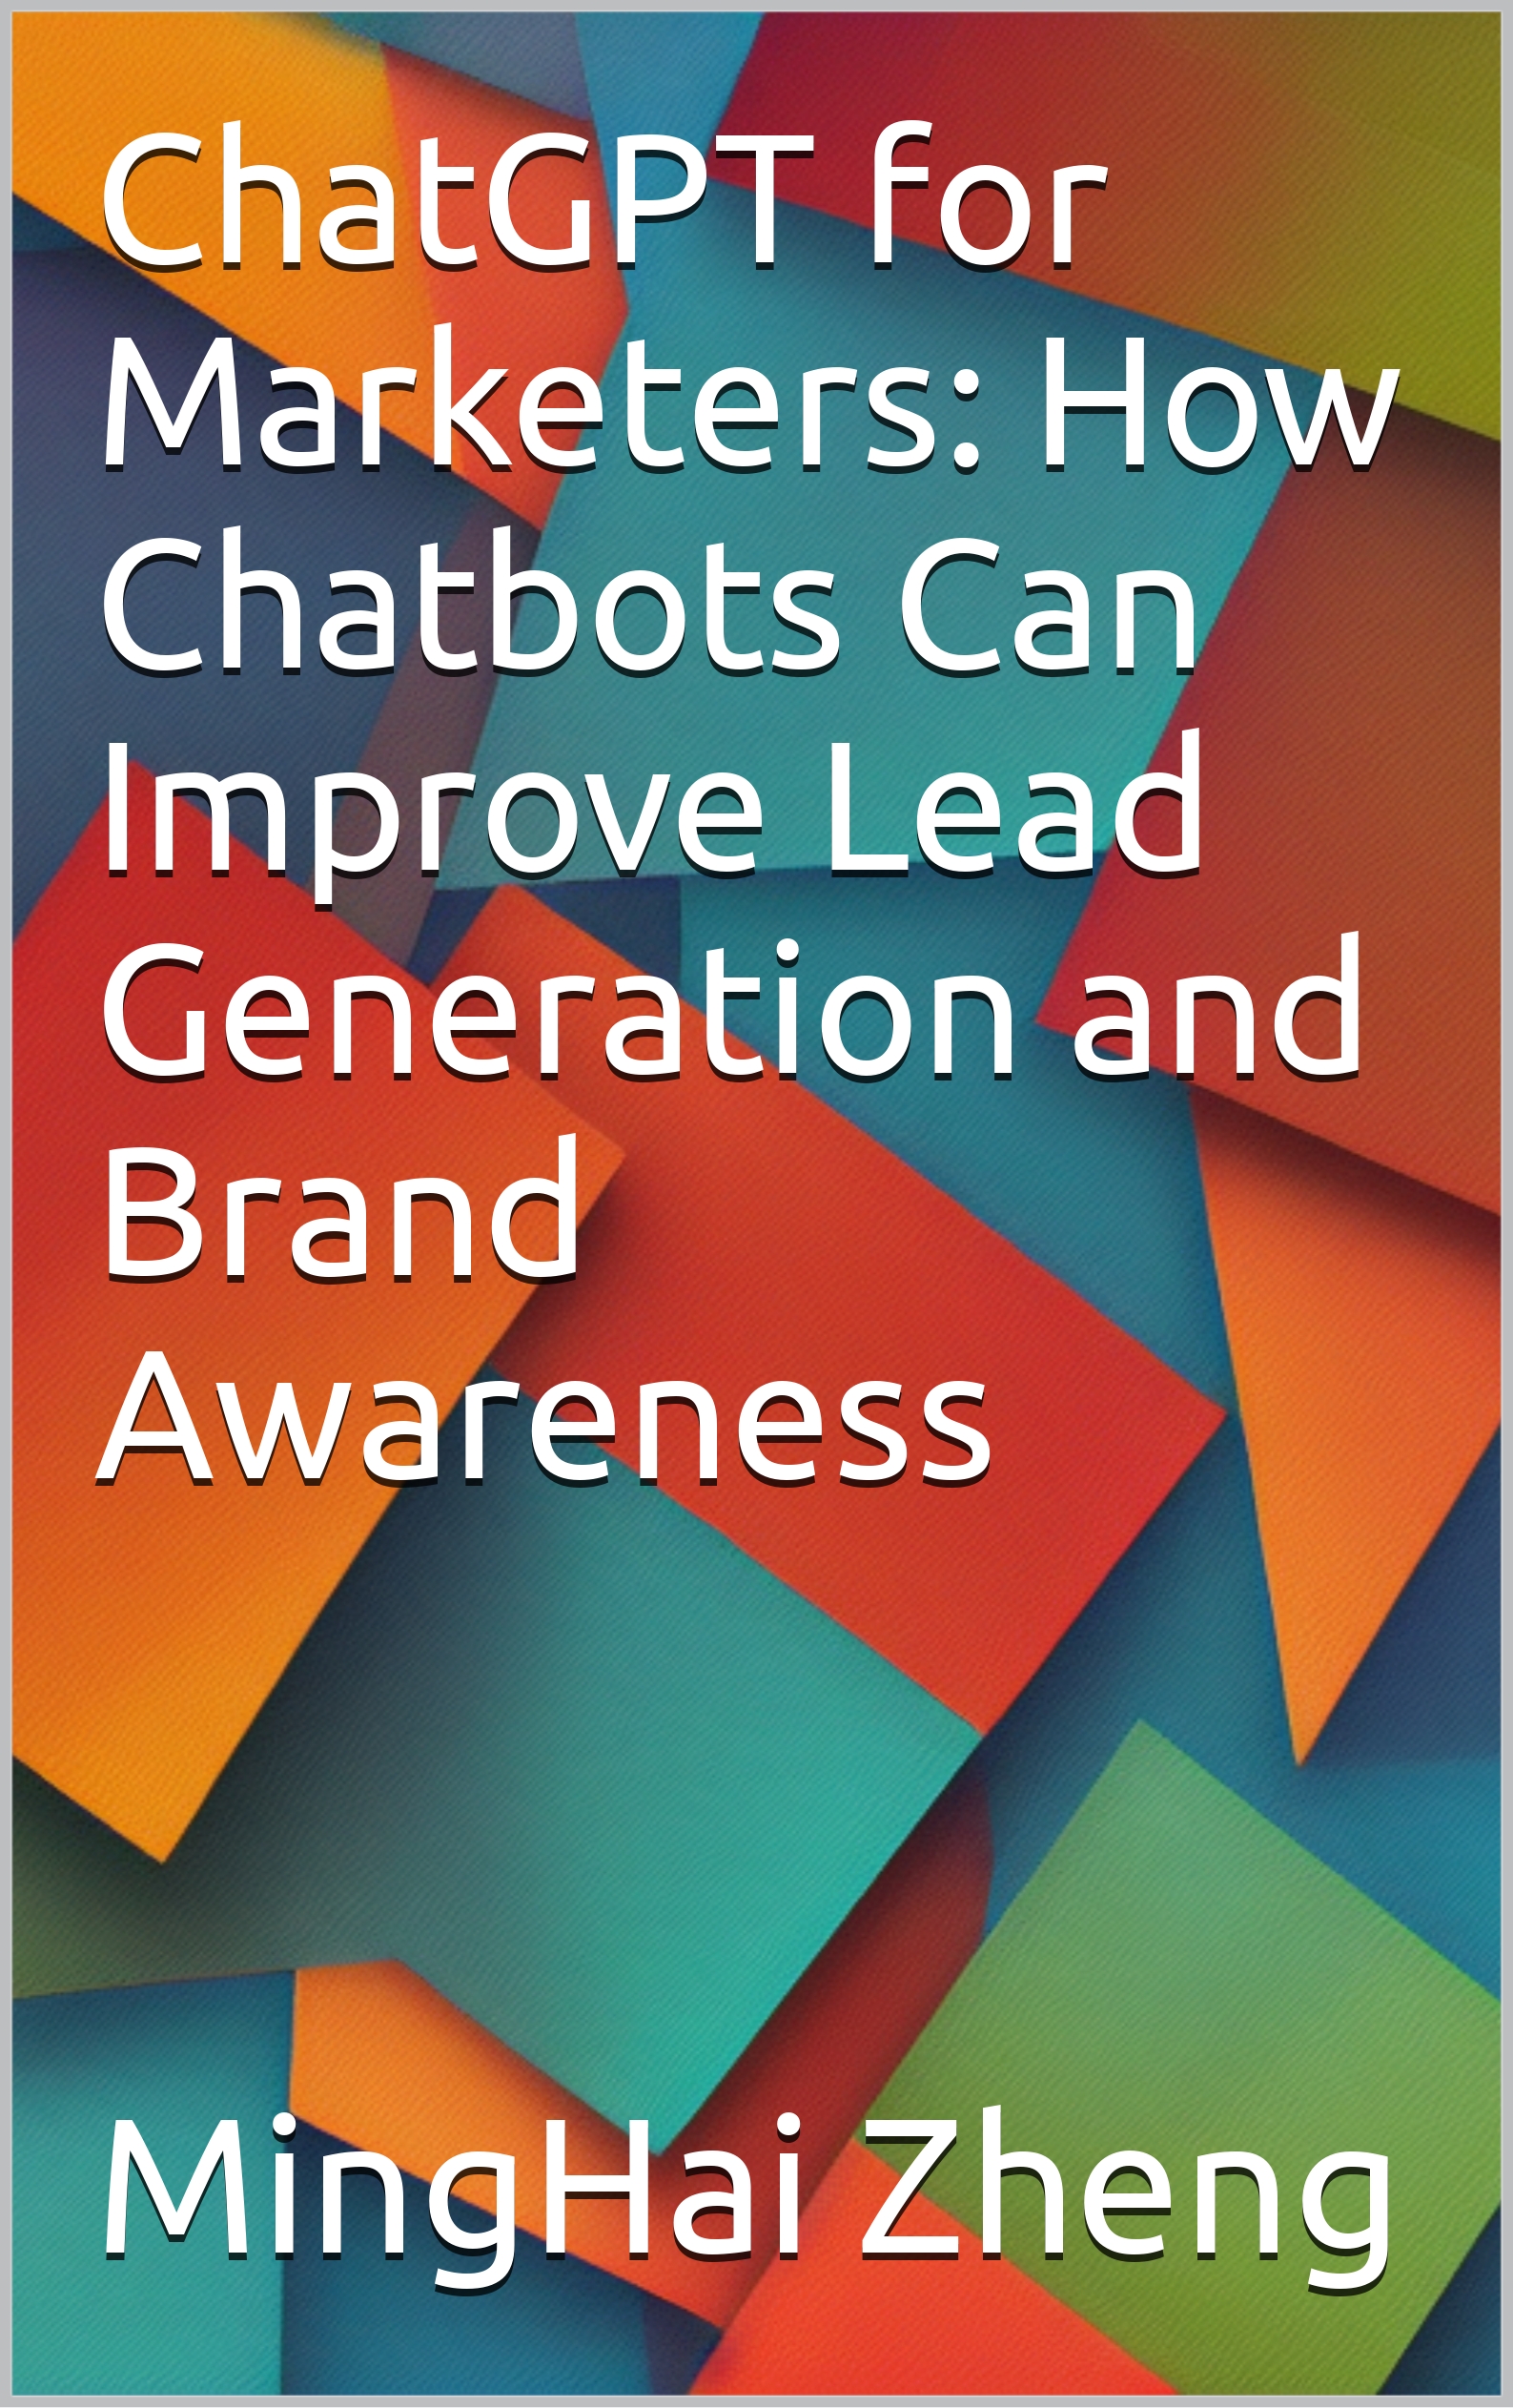 ChatGPT for
Marketers: How
Chatbots Can
Improve Lead
Generation and
Brand
Awareness
MingHai Zheng